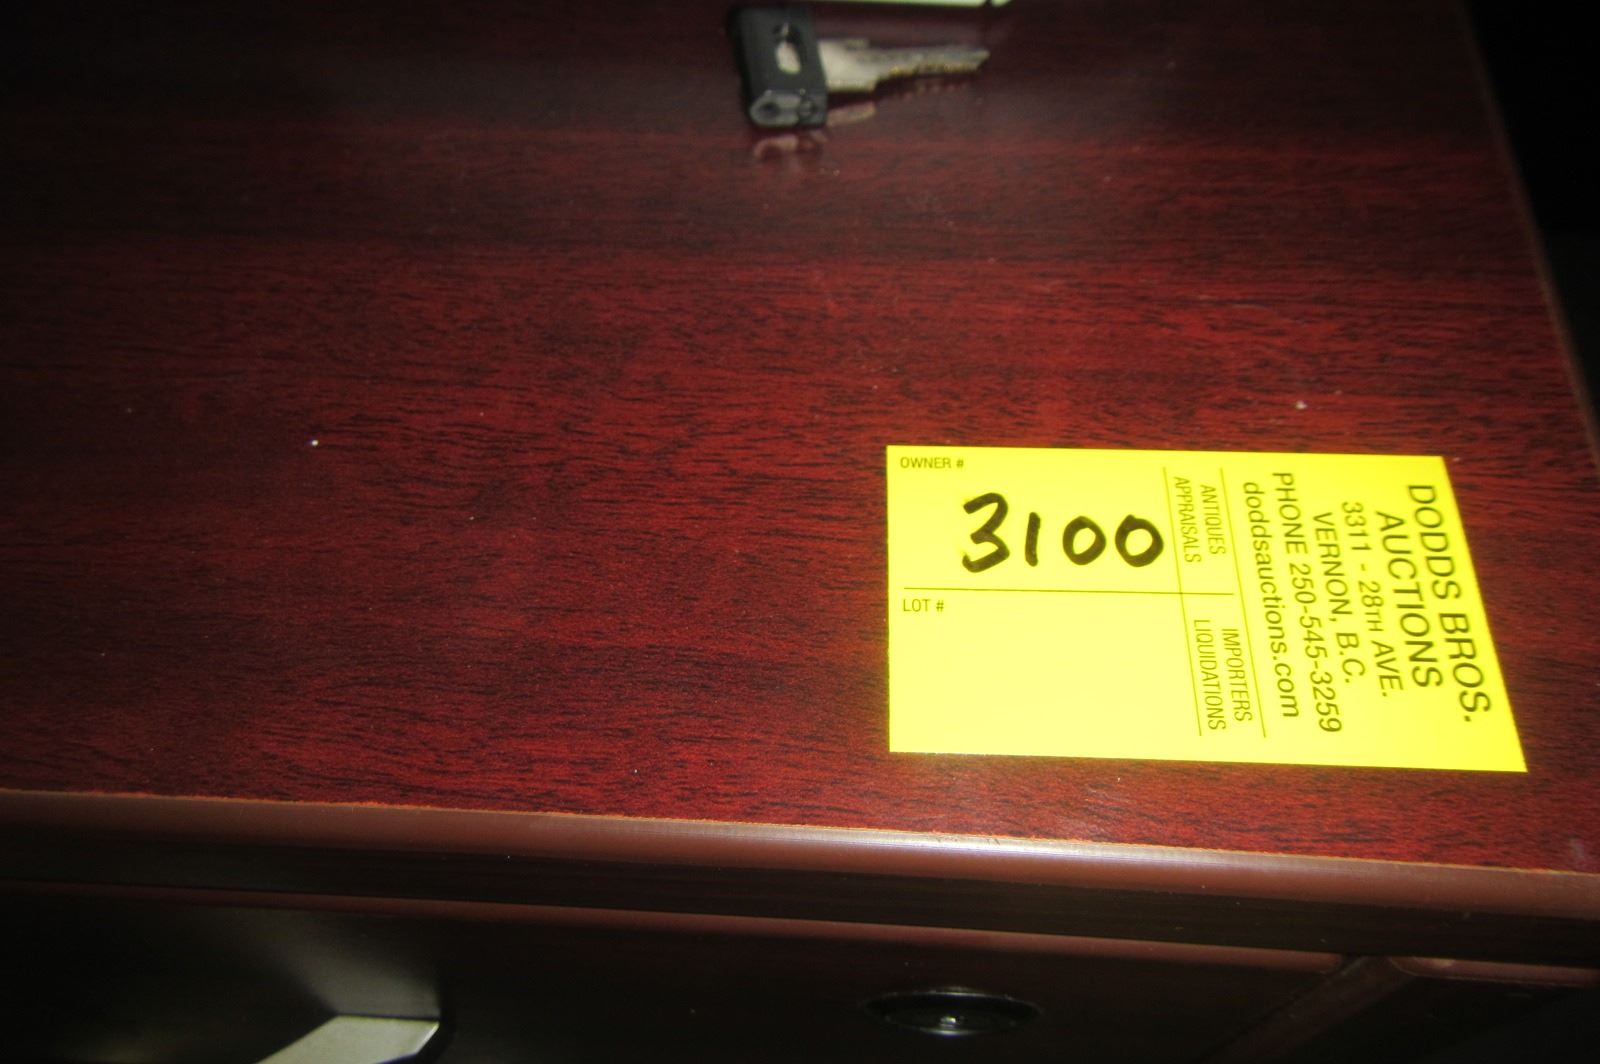 DODDS BROS.
AUCTIONS
3311 - 28TH AVE.
VERNON, B.C.
PHONE 250-545-3259
doddsauctions.com
ANTIQUES IMPORTERS
APPRAISALS LIQUIDATIONS
OWNER #
3100
LOT #